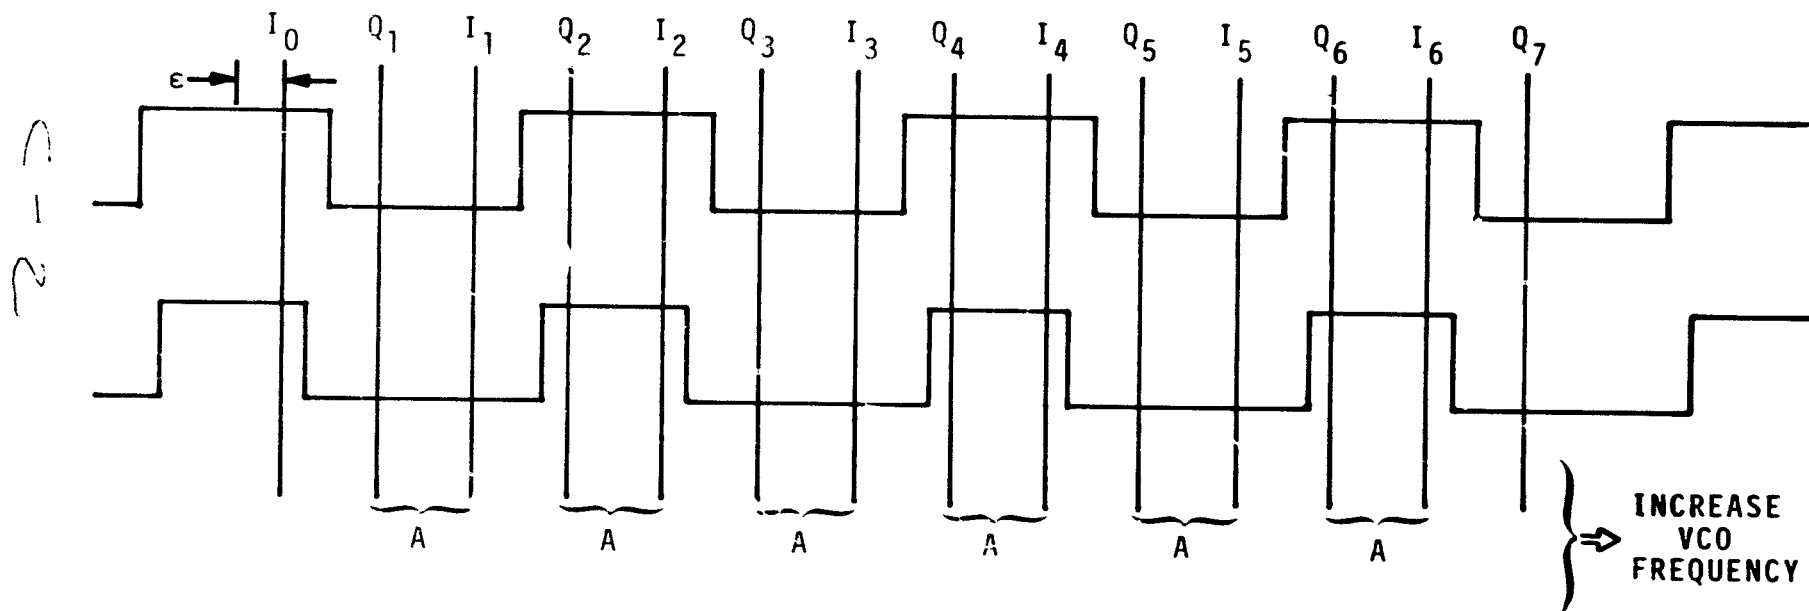 I0 Q1 I1 Q2 I2 Q3 I3 Q4 I4 Q5 I5 Q6 I6 Q7
ε
A A A A A A
INCREASE
VCO
FREQUENCY